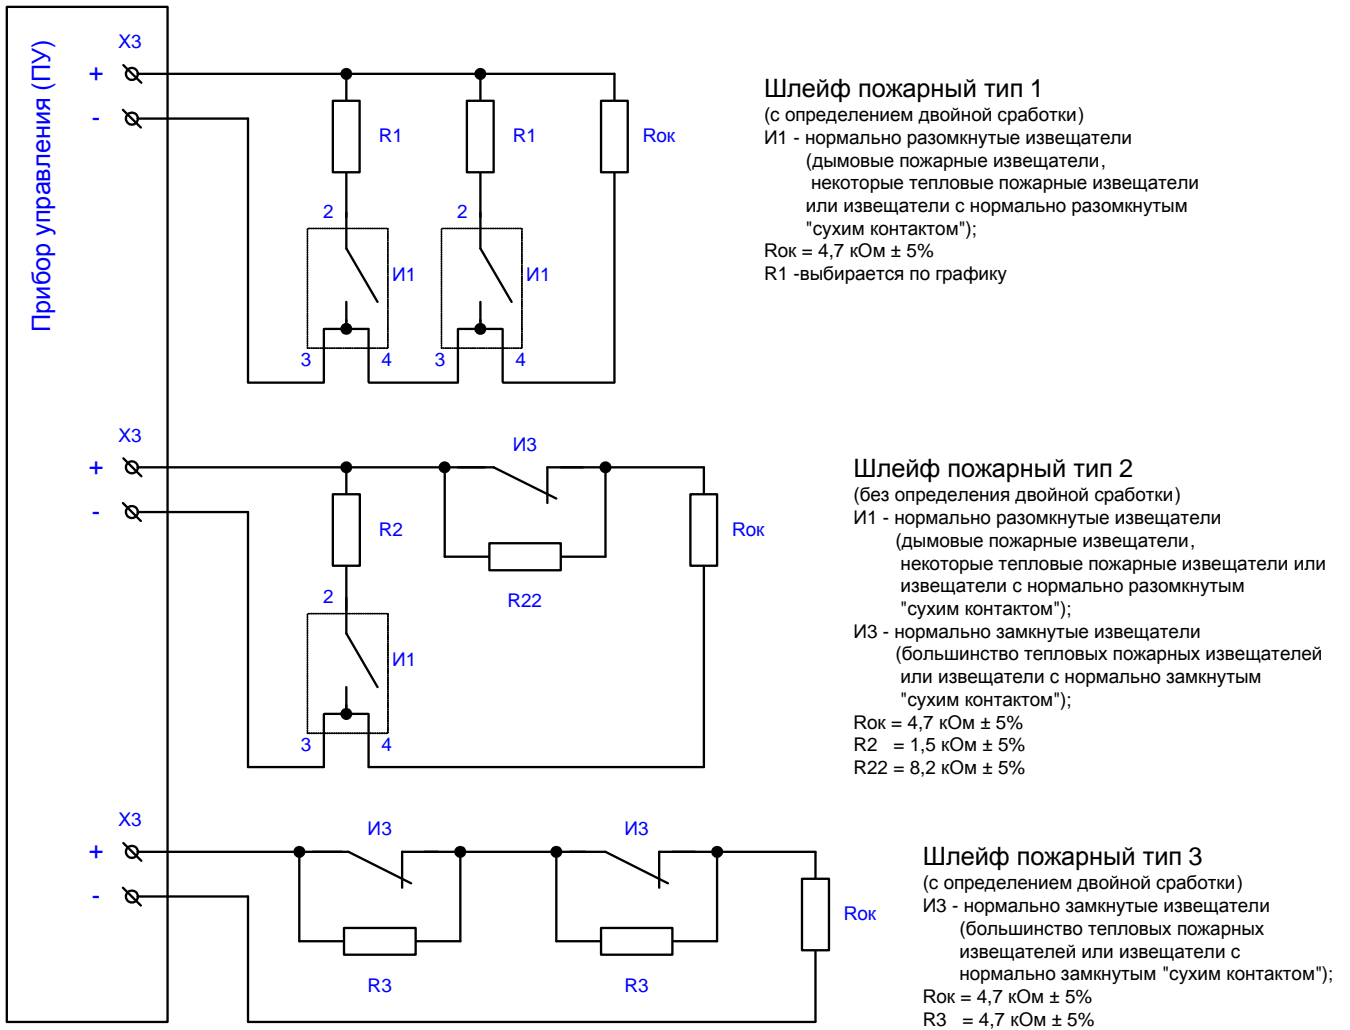 Прибор управления (ПУ)
X3
+
-
R1
R1
Rок
2
2
И1
И1
3
4
3
4
Шлейф пожарный тип 1
(с определением двойной сработки)
И1 - нормально разомкнутые извещатели
(дымовые пожарные извещатели,
некоторые тепловые пожарные извещатели
или извещатели с нормально разомкнутым
"сухим контактом");
Rок = 4,7 кОм ± 5%
R1 -выбирается по графику
X3
+
-
И3
R2
Rок
R22
2
И1
3
4
Шлейф пожарный тип 2
(без определения двойной сработки)
И1 - нормально разомкнутые извещатели
(дымовые пожарные извещатели,
некоторые тепловые пожарные извещатели или
извещатели с нормально разомкнутым
"сухим контактом");
И3 - нормально замкнутые извещатели
(большинство тепловых пожарных извещателей
или извещатели с нормально замкнутым
"сухим контактом");
Rок = 4,7 кОм ± 5%
R2 = 1,5 кОм ± 5%
R22 = 8,2 кОм ± 5%
X3
+
-
И3
И3
Rок
R3
R3
Шлейф пожарный тип 3
(с определением двойной сработки)
И3 - нормально замкнутые извещатели
(большинство тепловых пожарных
извещателей или извещатели с
нормально замкнутым "сухим контактом");
Rок = 4,7 кОм ± 5%
R3 = 4,7 кОм ± 5%